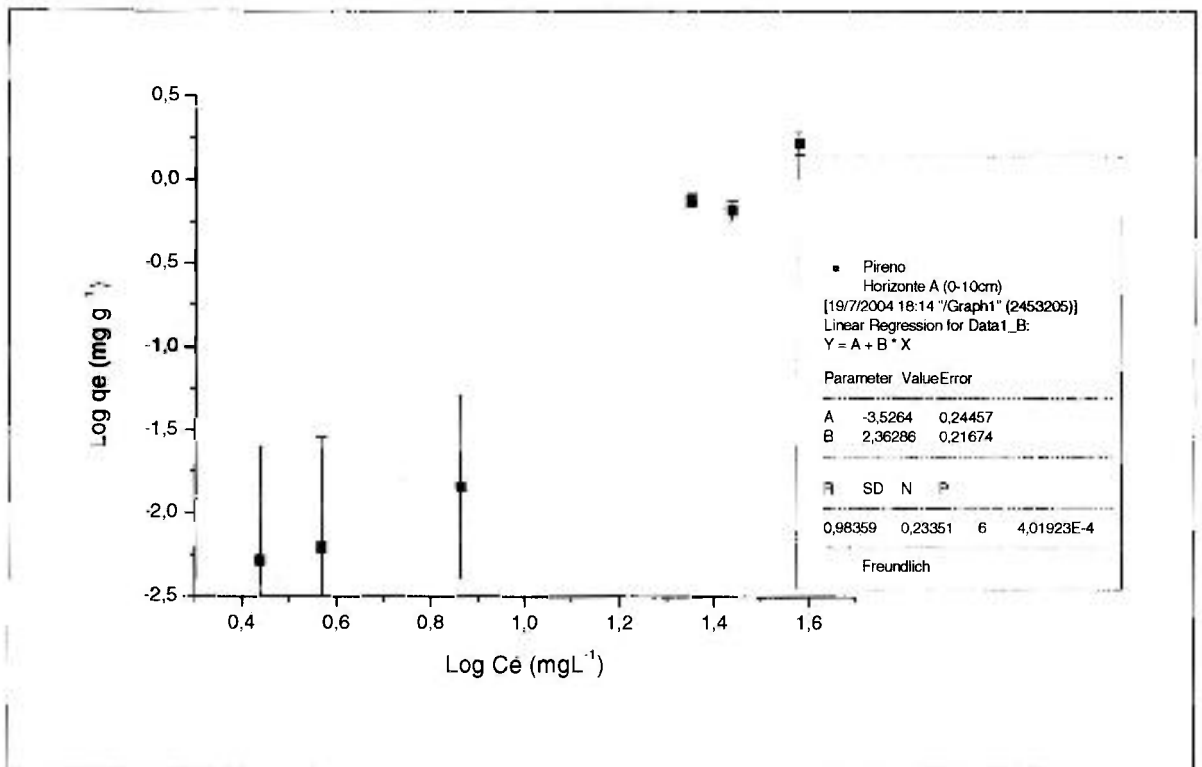 0,5
0,0
-0,5
-1,0
-1,5
-2,0
-2,5
Log qe (mg g⁻¹)
0,4 0,6 0,8 1,0 1,2 1,4 1,6
Log Ce (mgL⁻¹)
Pireno
Horizonte A (0-10cm)
[19/7/2004 18:14 "/Graph1" (2453205)]
Linear Regression for Data1_B:
Y = A + B * X
Parameter Value Error
A -3,5264 0,24457
B 2,36286 0,21674
R SD N P
0,98359 0,23351 6 4,01923E-4
Freundlich